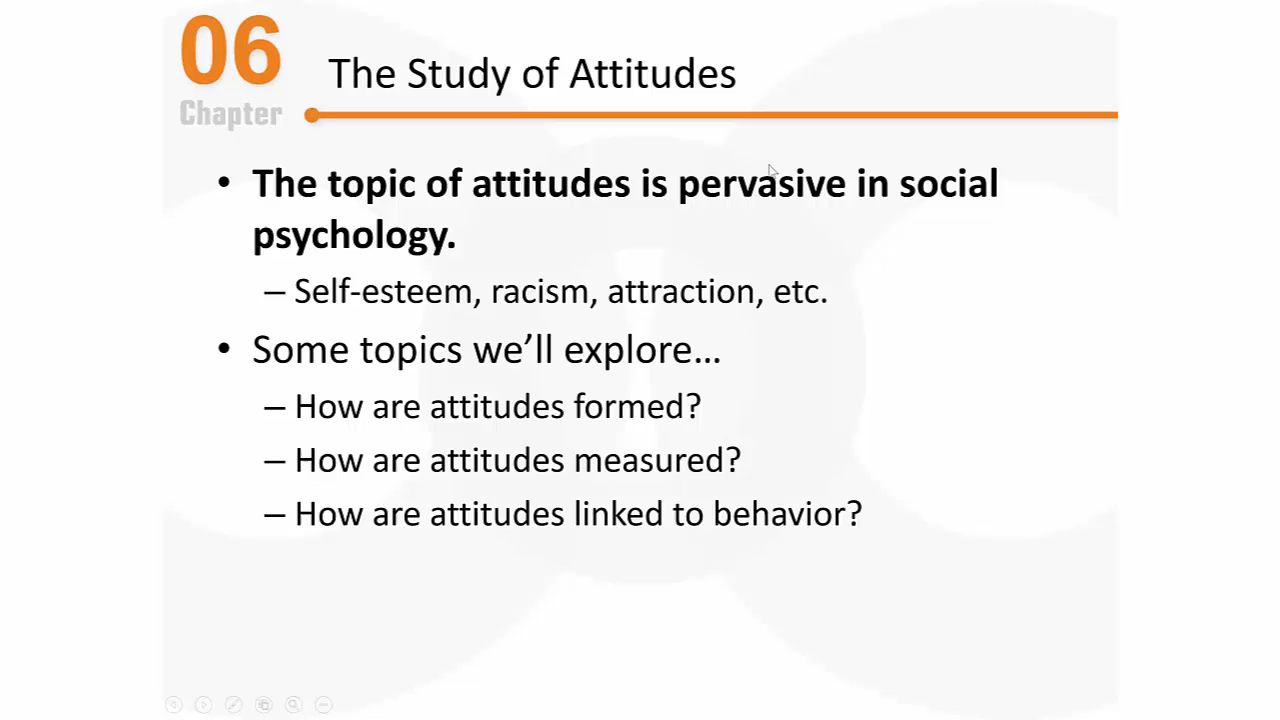 06
Chapter
The Study of Attitudes
• The topic of attitudes is pervasive in social
psychology.
– Self-esteem, racism, attraction, etc.
• Some topics we’ll explore…
– How are attitudes formed?
– How are attitudes measured?
– How are attitudes linked to behavior?